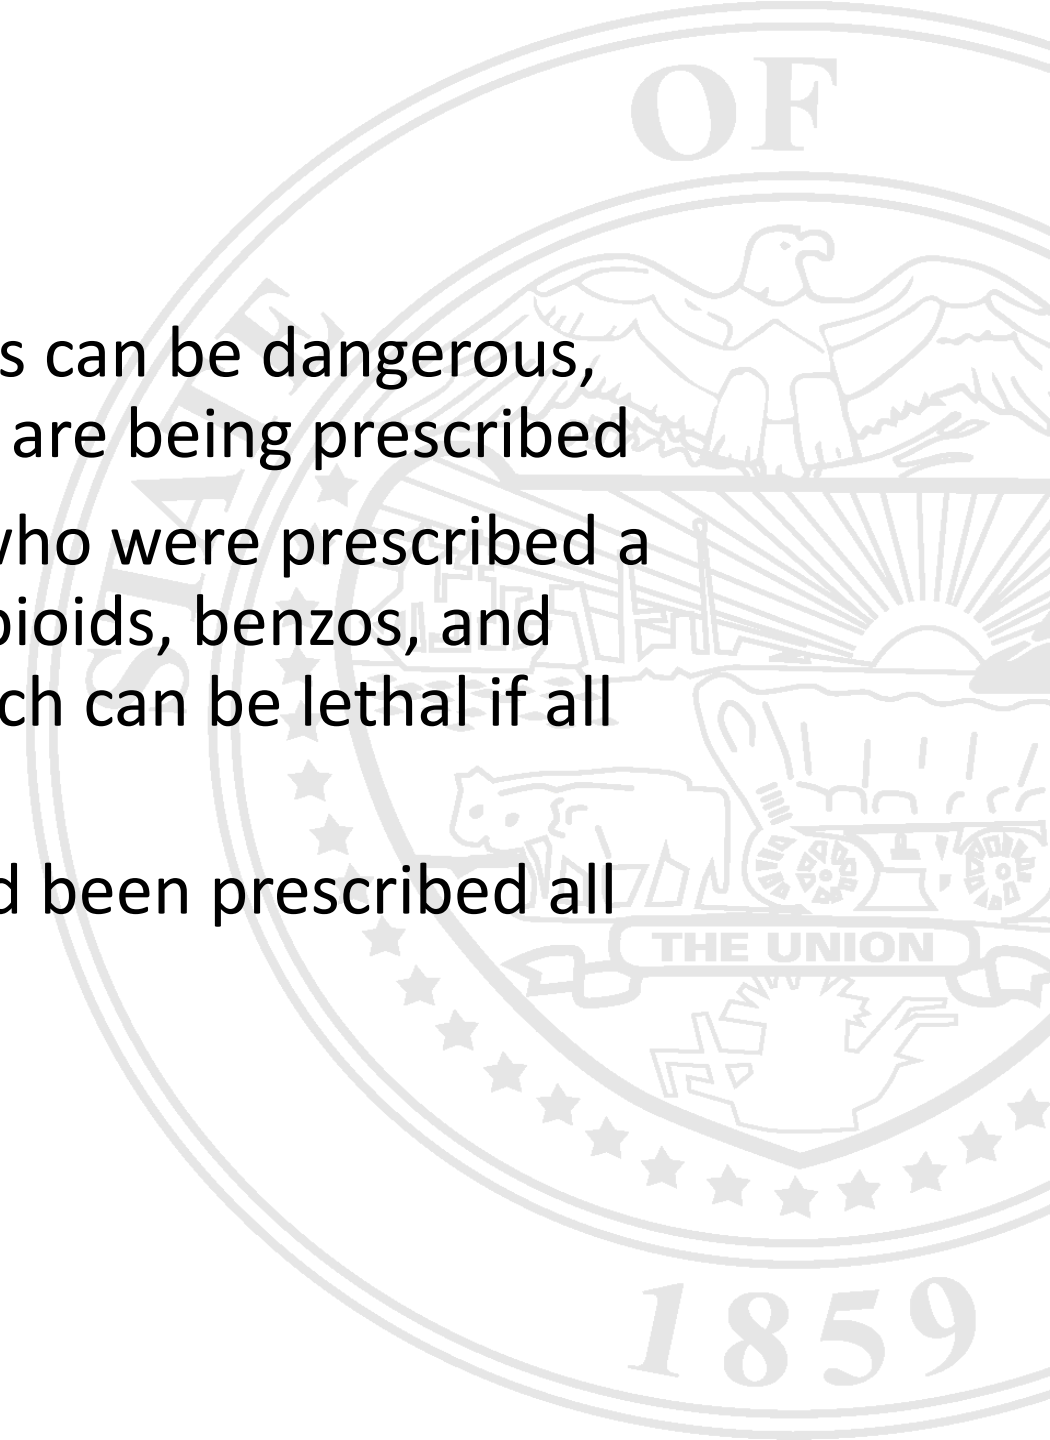 OF
STATE
s can be dangerous,
are being prescribed
who were prescribed a
pioids, benzos, and
ch can be lethal if all
d been prescribed all
THE UNION
1859